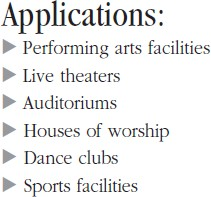 Applications:
▶ Performing arts facilities
▶ Live theaters
▶ Auditoriums
▶ Houses of worship
▶ Dance clubs
▶ Sports facilities